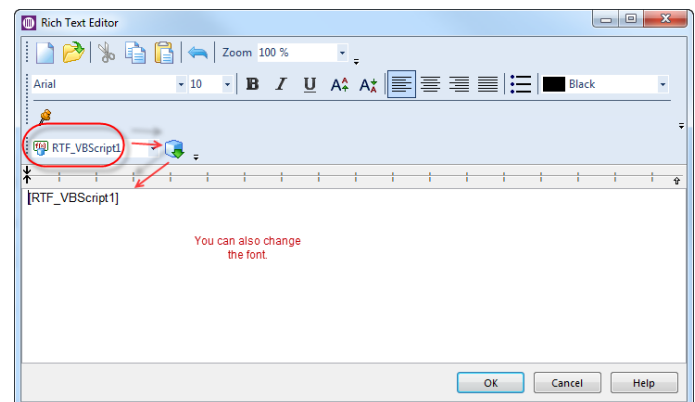 Rich Text Editor
Zoom 100 %
Arial 10 B I U A A Black
RTF_VBScript1
[RTF_VBScript1]
You can also change
the font.
OK Cancel Help